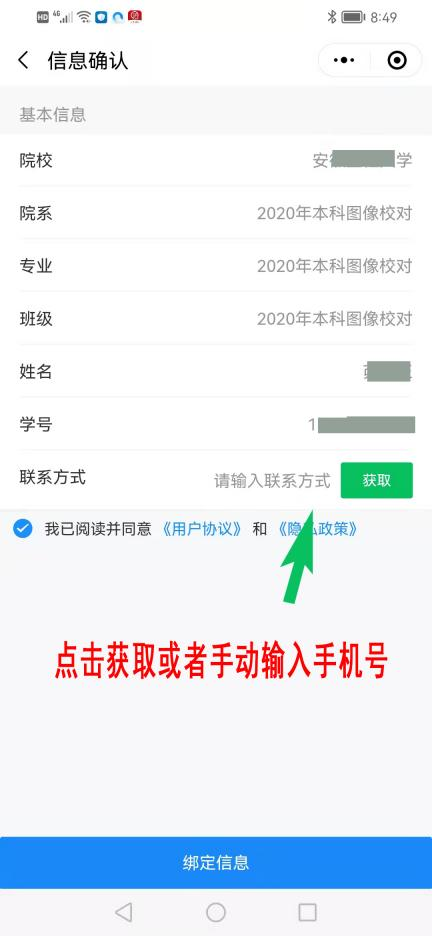 HD 4G 8:49
信息确认
基本信息
院校 安 学
院系 2020年本科图像校对
专业 2020年本科图像校对
班级 2020年本科图像校对
姓名
学号 1
联系方式 请输入联系方式 获取
我已阅读并同意 《用户协议》 和 《隐私政策》
点击获取或者手动输入手机号
绑定信息